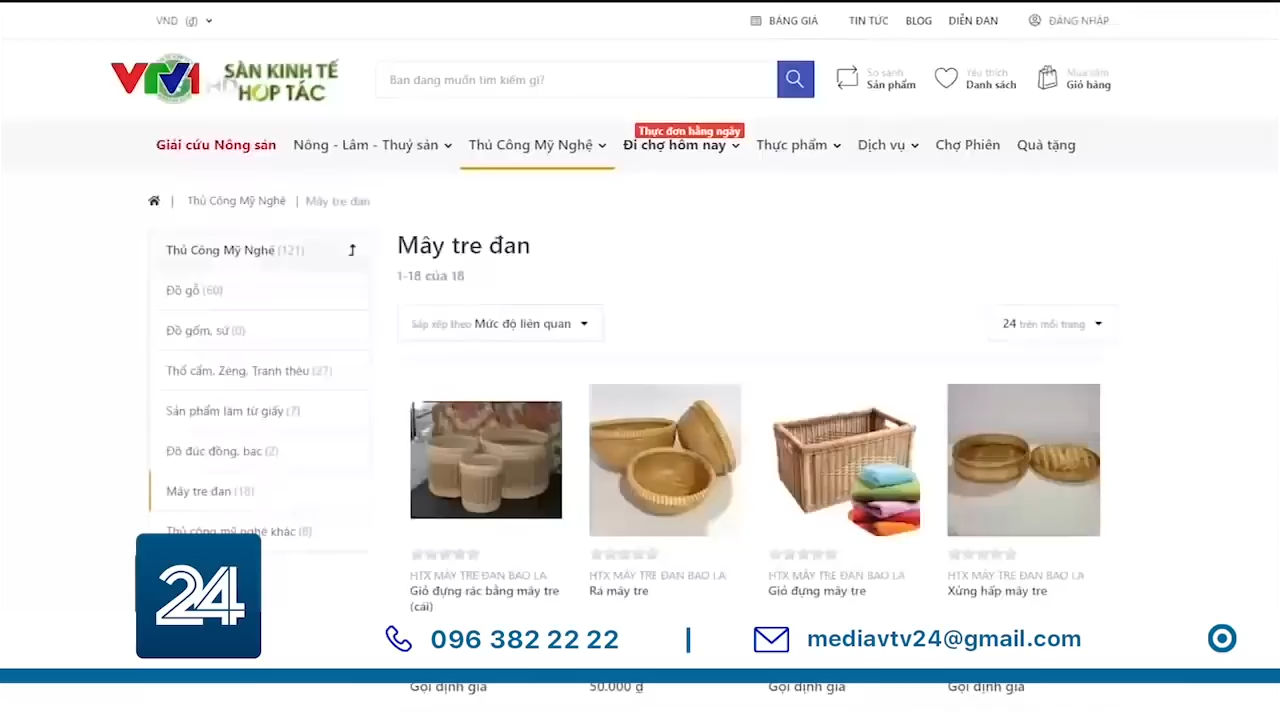 VND (₫)
BẢNG GIÁ
TIN TỨC
BLOG
DIỄN ĐÀN
ĐĂNG NHẬP
VTV1
HD
SÀN KINH TẾ
HỢP TÁC
Bạn đang muốn tìm kiếm gì?
So sánh
Sản phẩm
Yêu thích
Danh sách
Mua sắm
Giỏ hàng
Thực đơn hằng ngày
Giải cứu Nông sản
Nông - Lâm - Thuỷ sản
Thủ Công Mỹ Nghệ
Đi chợ hôm nay
Thực phẩm
Dịch vụ
Chợ Phiên
Quà tặng
| Thủ Công Mỹ Nghệ | Mây tre đan
Thủ Công Mỹ Nghệ (121)
Đồ gỗ (60)
Đồ gốm, sứ (0)
Thổ cẩm, Zèng, Tranh thêu (27)
Sản phẩm làm từ giấy (7)
Đồ đúc đồng, bạc (2)
Mây tre đan (18)
Thủ công mỹ nghệ khác (8)
Mây tre đan
1-18 của 18
Sắp xếp theo Mức độ liên quan
24 trên mỗi trang
HTX MÂY TRE ĐAN BAO LA
Giỏ đựng rác bằng mây tre
(cái)
HTX MÂY TRE ĐAN BAO LA
Rá mây tre
HTX MÂY TRE ĐAN BAO LA
Giỏ đựng mây tre
HTX MÂY TRE ĐAN BAO LA
Xửng hấp mây tre
24
096 382 22 22 | mediavtv24@gmail.com
Gọi định giá
50.000 ₫
Gọi định giá
Gọi định giá